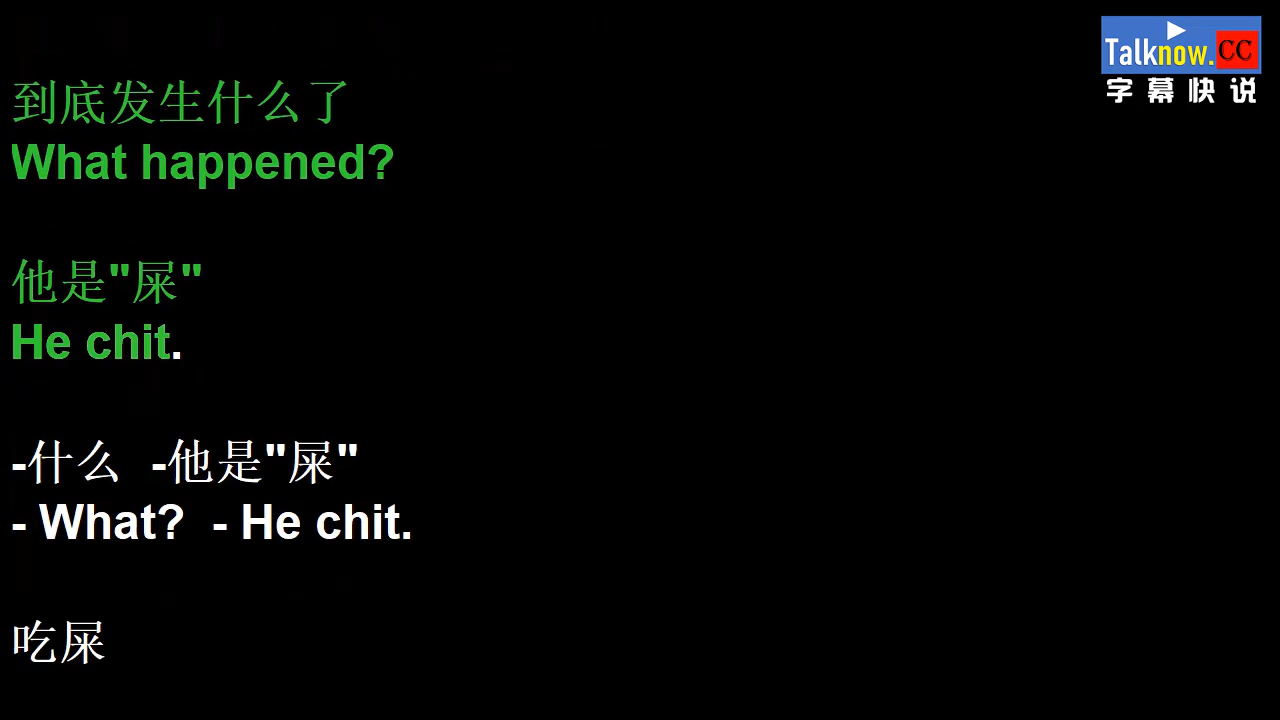 Talknow.CC
字幕快说
到底发生什么了
What happened?
他是"屎"
He chit.
-什么 -他是"屎"
- What? - He chit.
吃屎